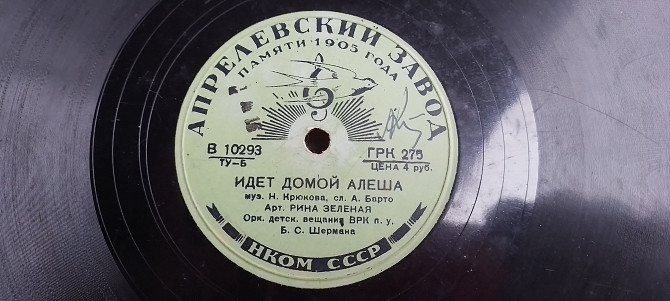 АПРЕЛЕВСКИЙ ЗАВОД
ПАМЯТИ 1905 ГОДА
В 10293
ТУ-Б
ГРК 275
ЦЕНА 4 руб.
ИДЕТ ДОМОЙ АЛЕША
муз. Н. Крюкова, сл. А. Барто
Арт. РИНА ЗЕЛЕНАЯ
Орк. детск. вещания ВРК п. у.
Б. С. Шермана
НКОМ СССР